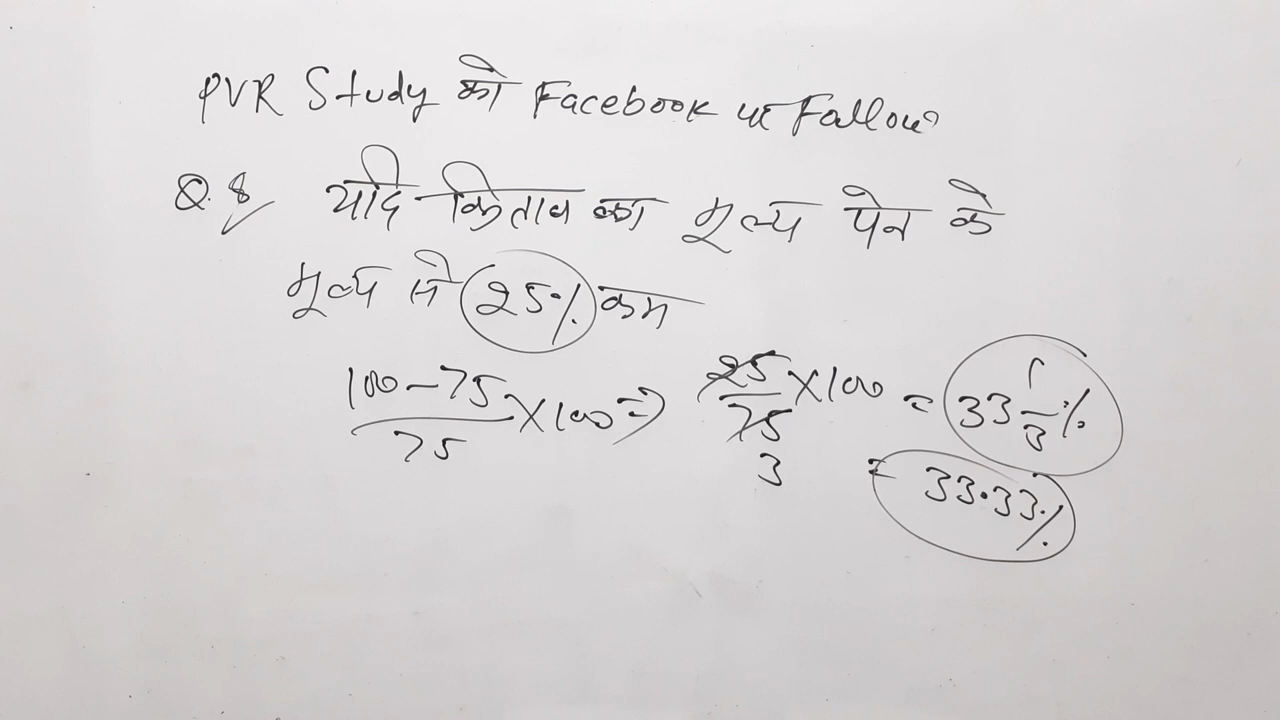 PVR Study को Facebook पर Fallow
Q.8 यदि किताब का मूल्य पेन के
मूल्य से 25% कम
100-75/75 ×100 ⇒ 25/75 ×100 = 33 1/3 %
3
= 33.33%